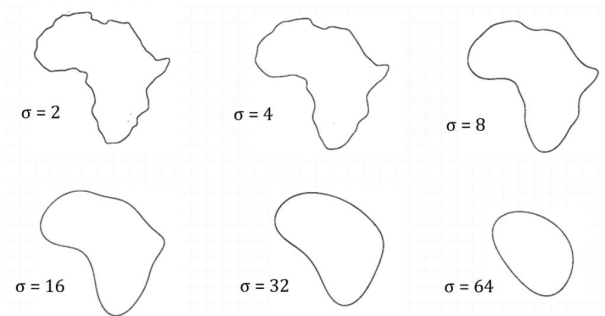 σ = 2
σ = 4
σ = 8
σ = 16
σ = 32
σ = 64